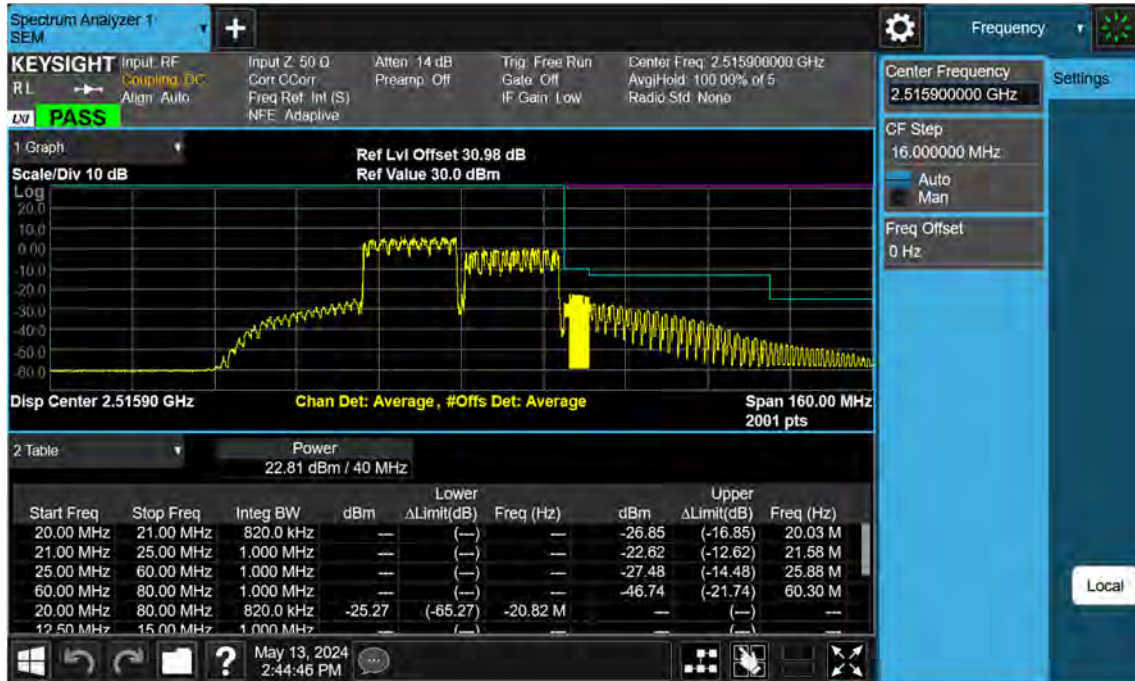 Spectrum Analyzer 1
SEM
Frequency
KEYSIGHT
RL
LXI
PASS
Input: RF
Coupling: DC
Align: Auto
Input Z: 50 Ω
Corr CCorr
Freq Ref: Int (S)
NFE: Adaptive
Atten: 14 dB
Preamp: Off
Trig: Free Run
Gate: Off
IF Gain: Low
Center Freq: 2.515900000 GHz
Avg|Hold: 100.00% of 5
Radio Std: None
Center Frequency
2.515900000 GHz
Settings
CF Step
16.000000 MHz
Auto
Man
Freq Offset
0 Hz
Local
1 Graph
Scale/Div 10 dB
Ref Lvl Offset 30.98 dB
Ref Value 30.0 dBm
Log
20.0
10.0
0.00
-10.0
-20.0
-30.0
-40.0
-50.0
-60.0
Disp Center 2.51590 GHz
Chan Det: Average, #Offs Det: Average
Span 160.00 MHz
2001 pts
2 Table
Power
22.81 dBm / 40 MHz
Lower Upper
Start Freq Stop Freq Integ BW dBm ΔLimit(dB) Freq (Hz) dBm ΔLimit(dB) Freq (Hz)
20.00 MHz 21.00 MHz 820.0 kHz --- (---) --- -26.85 (-16.85) 20.03 M
21.00 MHz 25.00 MHz 1.000 MHz --- (---) --- -22.62 (-12.62) 21.58 M
25.00 MHz 60.00 MHz 1.000 MHz --- (---) --- -27.48 (-14.48) 25.88 M
60.00 MHz 80.00 MHz 1.000 MHz --- (---) --- -46.74 (-21.74) 60.30 M
20.00 MHz 80.00 MHz 820.0 kHz -25.27 (-65.27) -20.82 M --- (---) ---
12.50 MHz 15.00 MHz 1.000 MHz --- (---) --- --- (---) ---
?
May 13, 2024
2:44:46 PM